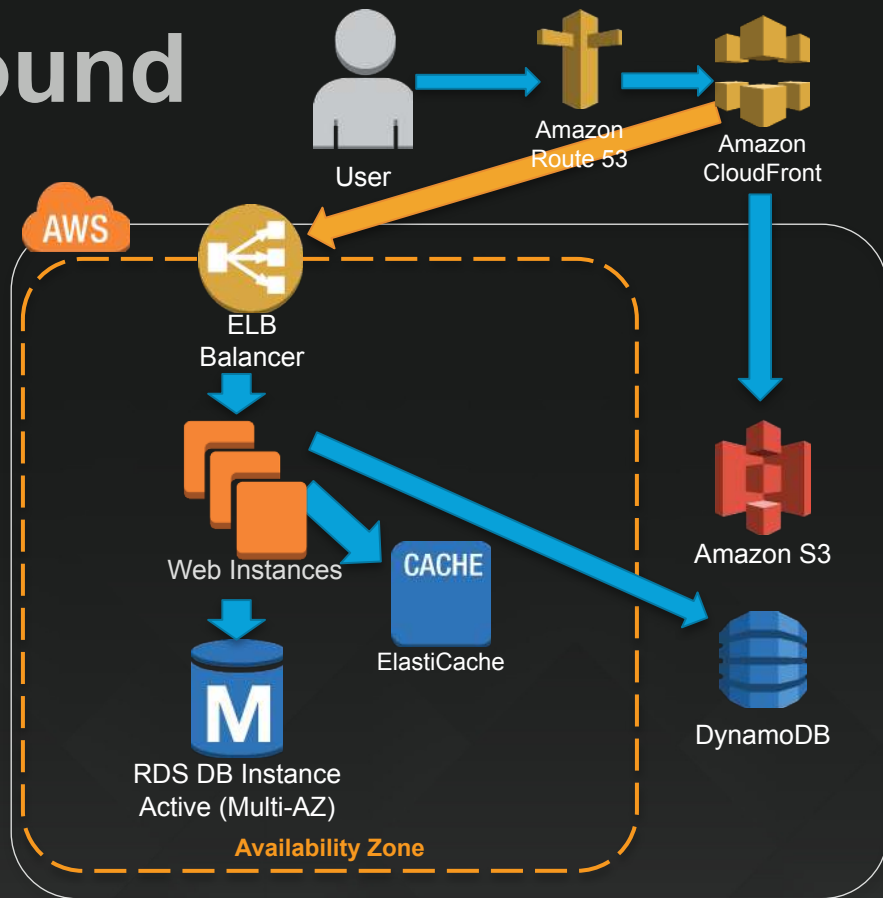 ound
User
Amazon
Route 53
Amazon
CloudFront
AWS
ELB
Balancer
Web Instances
CACHE
ElastiCache
Amazon S3
DynamoDB
M
RDS DB Instance
Active (Multi-AZ)
Availability Zone